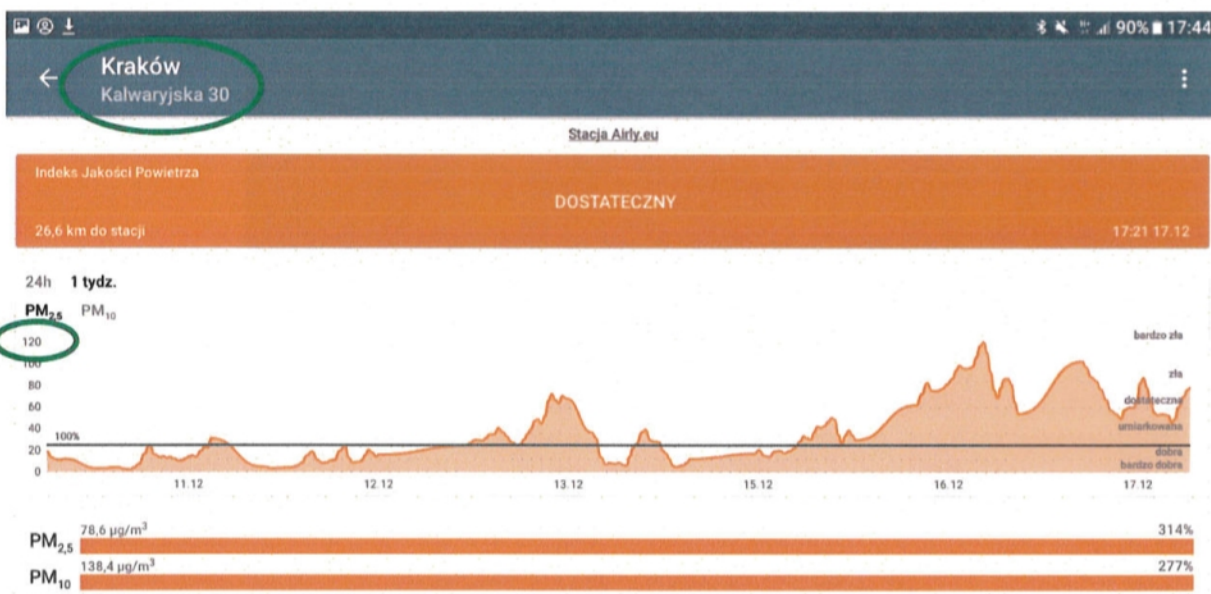 90% 17:44
Kraków
Kalwaryjska 30
Stacja Airly.eu
Indeks Jakości Powietrza
DOSTATECZNY
26,6 km do stacji
17:21 17.12
24h 1 tydz.
PM2,5 PM10
120
bardzo zła
100
zła
80
dostateczna
60
umiarkowana
40
100%
20
dobra
0
bardzo dobra
11.12 12.12 13.12 15.12 16.12 17.12
78,6 µg/m³
314%
PM2,5
138,4 µg/m³
277%
PM10